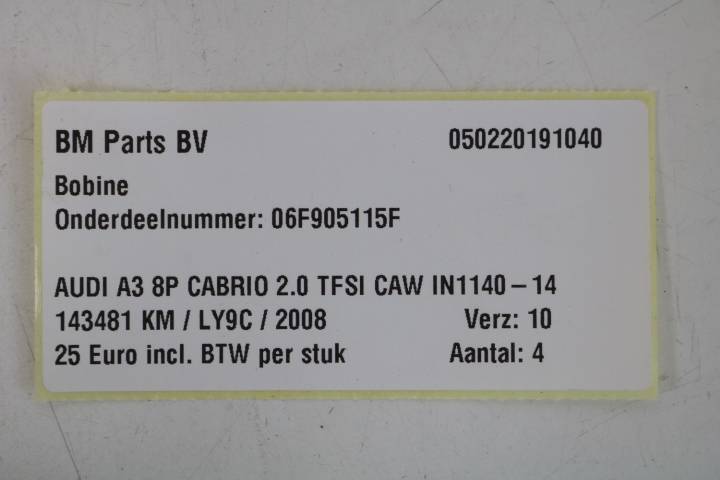 BM Parts BV 050220191040
Bobine
Onderdeelnummer: 06F905115F
AUDI A3 8P CABRIO 2.0 TFSI CAW IN1140-14
143481 KM / LY9C / 2008 Verz: 10
25 Euro incl. BTW per stuk Aantal: 4